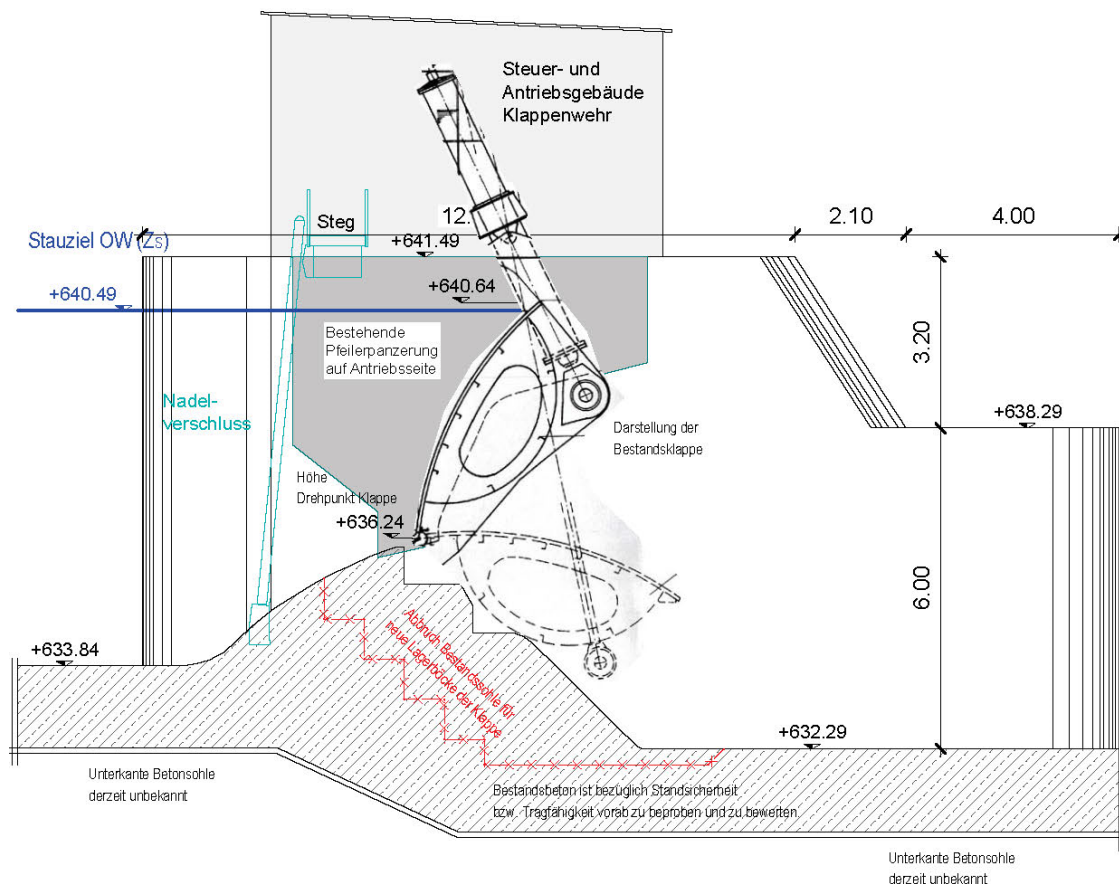 Steuer- und
Antriebsgebäude
Klappenwehr
Steg
12.
2.10
4.00
Stauziel OW (Zs)
+641.49
+640.64
+640.49
Bestehende
Pfeilerpanzerung
auf Antriebsseite
3.20
Nadel-
verschluss
+638.29
Darstellung der
Bestandsklappe
Höhe
Drehpunkt Klappe
+636.24
6.00
+633.84
Abbruch Bestandssohle für
neue Lagerböcke der Klappe
+632.29
Unterkante Betonsohle
derzeit unbekannt
Bestandsbeton ist bezüglich Standsicherheit
bzw. Tragfähigkeit vorab zu beproben und zu bewerten.
Unterkante Betonsohle
derzeit unbekannt